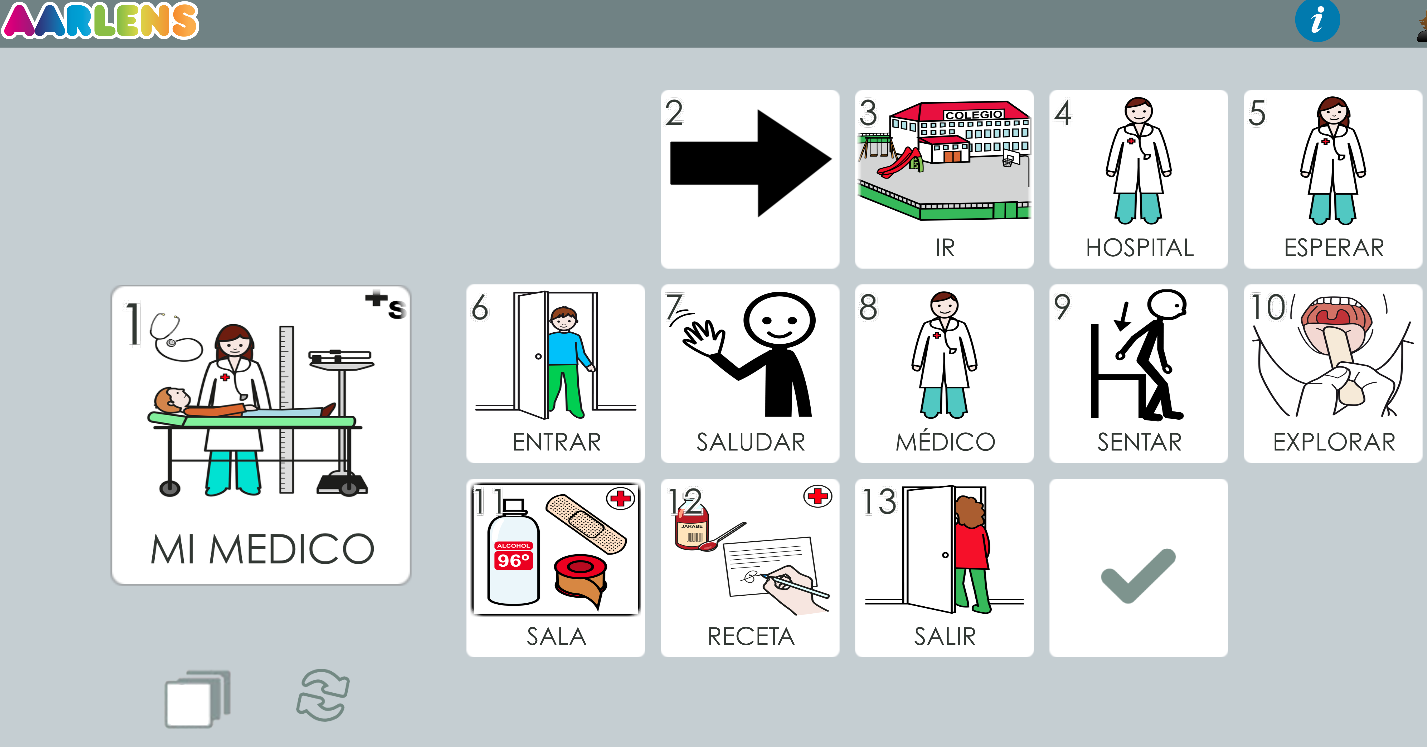 AARLENS
i
2
3
COLEGIO
IR
4
HOSPITAL
5
ESPERAR
1
+s
MI MEDICO
6
ENTRAR
7
SALUDAR
8
MÉDICO
9
SENTAR
10
EXPLORAR
11
ALCOHOL
96º
SALA
12
JARABE
RECETA
13
SALIR